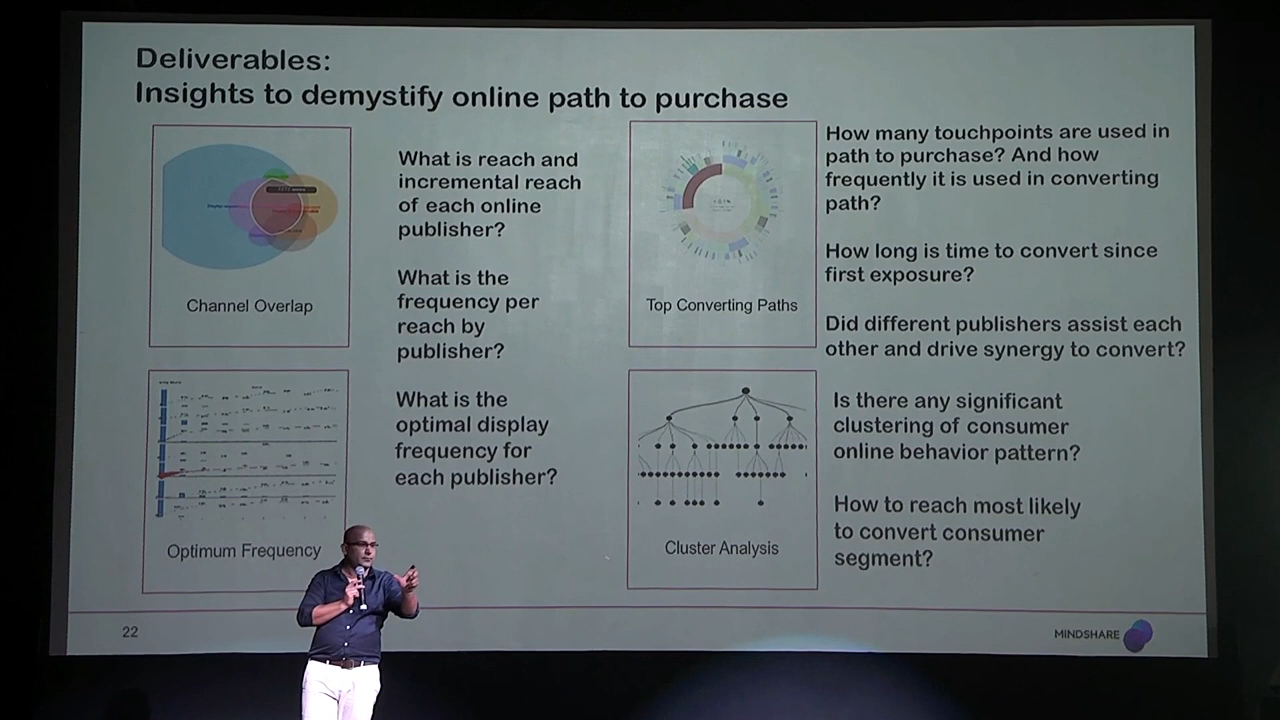 Deliverables:
Insights to demystify online path to purchase
Channel Overlap
What is reach and
incremental reach
of each online
publisher?
What is the
frequency per
reach by
publisher?
Top Converting Paths
How many touchpoints are used in
path to purchase? And how
frequently it is used in converting
path?
How long is time to convert since
first exposure?
Did different publishers assist each
other and drive synergy to convert?
Optimum Frequency
What is the
optimal display
frequency for
each publisher?
Cluster Analysis
Is there any significant
clustering of consumer
online behavior pattern?
How to reach most likely
to convert consumer
segment?
22
MINDSHARE